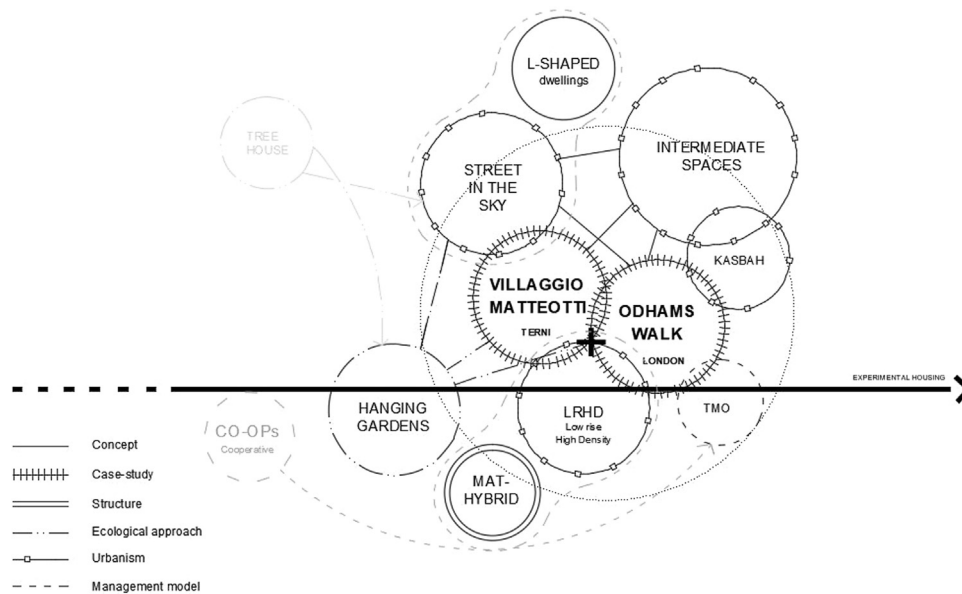 L-SHAPED
dwellings
TREE
HOUSE
STREET
IN THE
SKY
INTERMEDIATE
SPACES
KASBAH
VILLAGGIO
MATTEOTTI
TERNI
ODHAMS
WALK
LONDON
EXPERIMENTAL HOUSING
HANGING
GARDENS
LRHD
Low rise
High Density
TMO
CO-OPs
Cooperative
MAT-
HYBRID
Concept
Case-study
Structure
Ecological approach
Urbanism
Management model